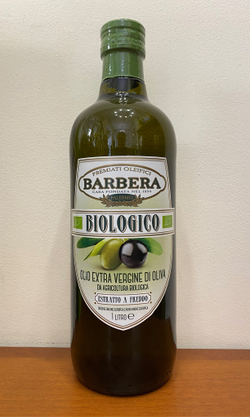 PREMIATI OLEIFICI
BARBERA
CASA FONDATA NEL 1894
BIOLOGICO
OLIO EXTRA VERGINE DI OLIVA
DA AGRICOLTURA BIOLOGICA
ESTRATTO A FREDDO
1 LITRO e